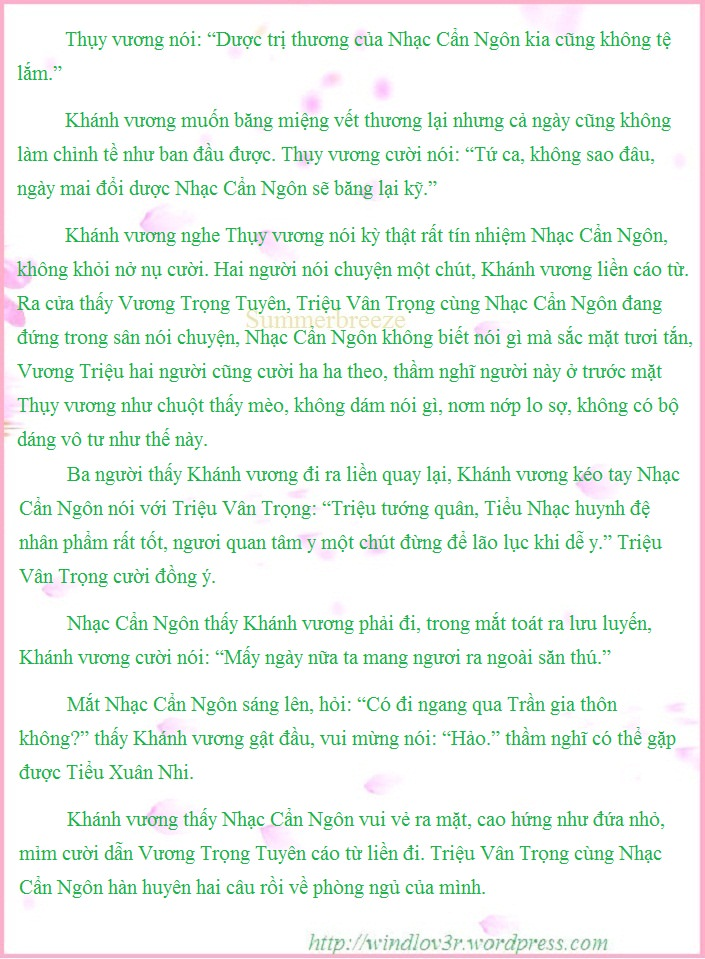 Thụy vương nói: “Dược trị thương của Nhạc Cẩn Ngôn kia cũng không tệ
lắm.”
Khánh vương muốn băng miệng vết thương lại nhưng cả ngày cũng không
làm chỉnh tề như ban đầu được. Thụy vương cười nói: “Tứ ca, không sao đâu,
ngày mai đổi dược Nhạc Cẩn Ngôn sẽ băng lại kỹ.”
Khánh vương nghe Thụy vương nói kỳ thật rất tín nhiệm Nhạc Cẩn Ngôn,
không khỏi nở nụ cười. Hai người nói chuyện một chút, Khánh vương liền cáo từ.
Ra cửa thấy Vương Trọng Tuyên, Triệu Vân Trọng cùng Nhạc Cẩn Ngôn đang
Summerbreeze
đứng trong sân nói chuyện, Nhạc Cẩn Ngôn không biết nói gì mà sắc mặt tươi tắn,
Vương Triệu hai người cũng cười ha ha theo, thầm nghĩ người này ở trước mặt
Thụy vương như chuột thấy mèo, không dám nói gì, nơm nớp lo sợ, không có bộ
dáng vô tư như thế này.
Ba người thấy Khánh vương đi ra liền quay lại, Khánh vương kéo tay Nhạc
Cẩn Ngôn nói với Triệu Vân Trọng: “Triệu tướng quân, Tiểu Nhạc huynh đệ
nhân phẩm rất tốt, ngươi quan tâm y một chút đừng để lão lục khi dễ y.” Triệu
Vân Trọng cười đồng ý.
Nhạc Cẩn Ngôn thấy Khánh vương phải đi, trong mắt toát ra lưu luyến,
Khánh vương cười nói: “Mấy ngày nữa ta mang ngươi ra ngoài săn thú.”
Mắt Nhạc Cẩn Ngôn sáng lên, hỏi: “Có đi ngang qua Trần gia thôn
không?” thấy Khánh vương gật đầu, vui mừng nói: “Hảo.” thầm nghĩ có thể gặp
được Tiểu Xuân Nhi.
Khánh vương thấy Nhạc Cẩn Ngôn vui vẻ ra mặt, cao hứng như đứa nhỏ,
mỉm cười dẫn Vương Trọng Tuyên cáo từ liền đi. Triệu Vân Trọng cùng Nhạc
Cẩn Ngôn hàn huyên hai câu rồi về phòng ngủ của mình.
http://windlov3r.wordpress.com